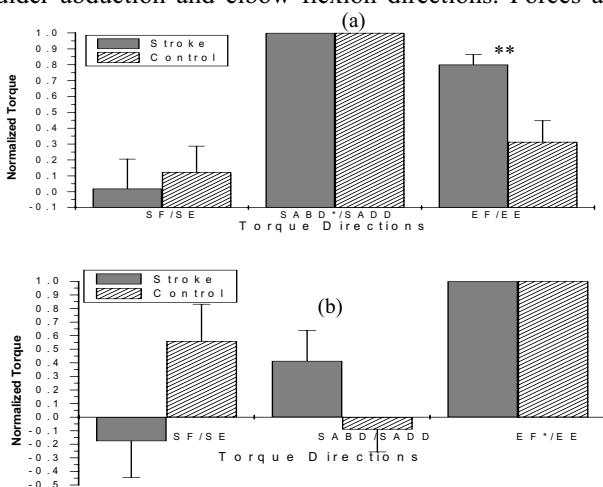 ulder abduction and elbow flexion directions. Forces a
(a)
Stroke
Control
**
Normalized Torque
1.0
0.9
0.8
0.7
0.6
0.5
0.4
0.3
0.2
0.1
0.0
-0.1
SF/SE SABD*/SADD EF/EE
Torque Directions
(b)
Stroke
Control
Normalized Torque
1.0
0.9
0.8
0.7
0.6
0.5
0.4
0.3
0.2
0.1
0.0
-0.1
-0.2
-0.3
-0.4
-0.5
SF/SE SABD/SADD EF*/EE
Torque Directions